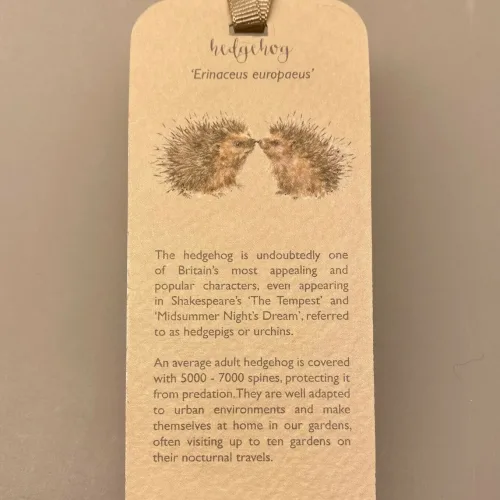 hedgehog
‘Erinaceus europaeus’
The hedgehog is undoubtedly one
of Britain's most appealing and
popular characters, even appearing
in Shakespeare's ‘The Tempest’ and
‘Midsummer Night's Dream’, referred
to as hedgepigs or urchins.
An average adult hedgehog is covered
with 5000 - 7000 spines, protecting it
from predation. They are well adapted
to urban environments and make
themselves at home in our gardens,
often visiting up to ten gardens on
their nocturnal travels.